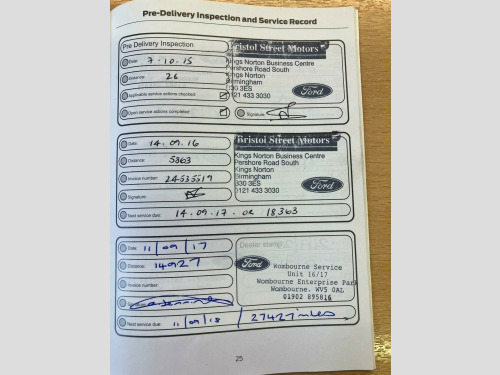 Pre-Delivery Inspection and Service Record
Pre Delivery Inspection
Date: 7.10.15
Distance: 26
Applicable service actions checked:
Open service actions completed:
Bristol Street Motors
Kings Norton Business Centre
Pershore Road South
Kings Norton
Birmingham
B30 3ES
0121 433 3030
Ford
Signature:
Date: 14.09.16
Distance: 5863
Invoice number: 24535519
Signature:
Next service due: 14.09.17 or 18363
Bristol Street Motors
Kings Norton Business Centre
Pershore Road South
Kings Norton
Birmingham
B30 3ES
0121 433 3030
Ford
Date: 11/09/17
Distance: 14927
Invoice number:
Next service due: 11/09/18 / 27427 miles
Dealer stamp:
Ford
Wombourne Service
Unit 16/17
Wombourne Enterprise Park
Wombourne. WV5 0AL
01902 895816
25